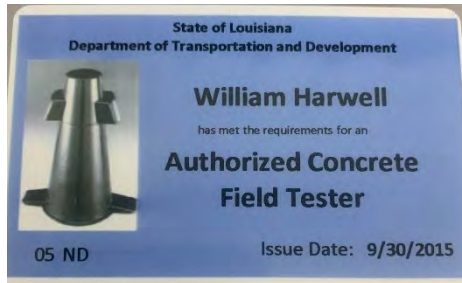 State of Louisiana
Department of Transportation and Development
William Harwell
has met the requirements for an
Authorized Concrete
Field Tester
05 ND
Issue Date: 9/30/2015